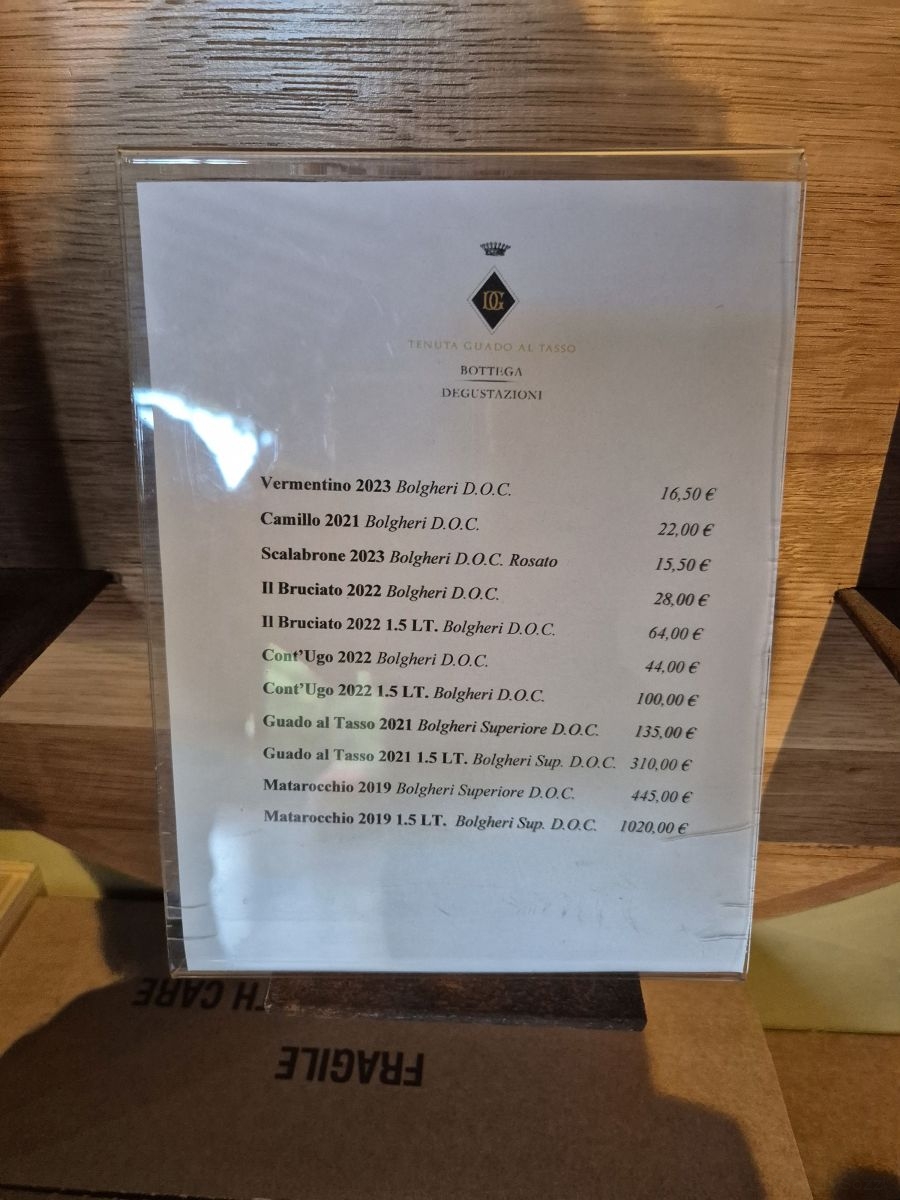 DG
TENUTA GUADO AL TASSO
BOTTEGA
DEGUSTAZIONI
Vermentino 2023 Bolgheri D.O.C. 16,50 €
Camillo 2021 Bolgheri D.O.C. 22,00 €
Scalabrone 2023 Bolgheri D.O.C. Rosato 15,50 €
Il Bruciato 2022 Bolgheri D.O.C. 28,00 €
Il Bruciato 2022 1.5 LT. Bolgheri D.O.C. 64,00 €
Cont'Ugo 2022 Bolgheri D.O.C. 44,00 €
Cont'Ugo 2022 1.5 LT. Bolgheri D.O.C. 100,00 €
Guado al Tasso 2021 Bolgheri Superiore D.O.C. 135,00 €
Guado al Tasso 2021 1.5 LT. Bolgheri Sup. D.O.C. 310,00 €
Matarocchio 2019 Bolgheri Superiore D.O.C. 445,00 €
Matarocchio 2019 1.5 LT. Bolgheri Sup. D.O.C. 1020,00 €
TH CARE
FRAGILE